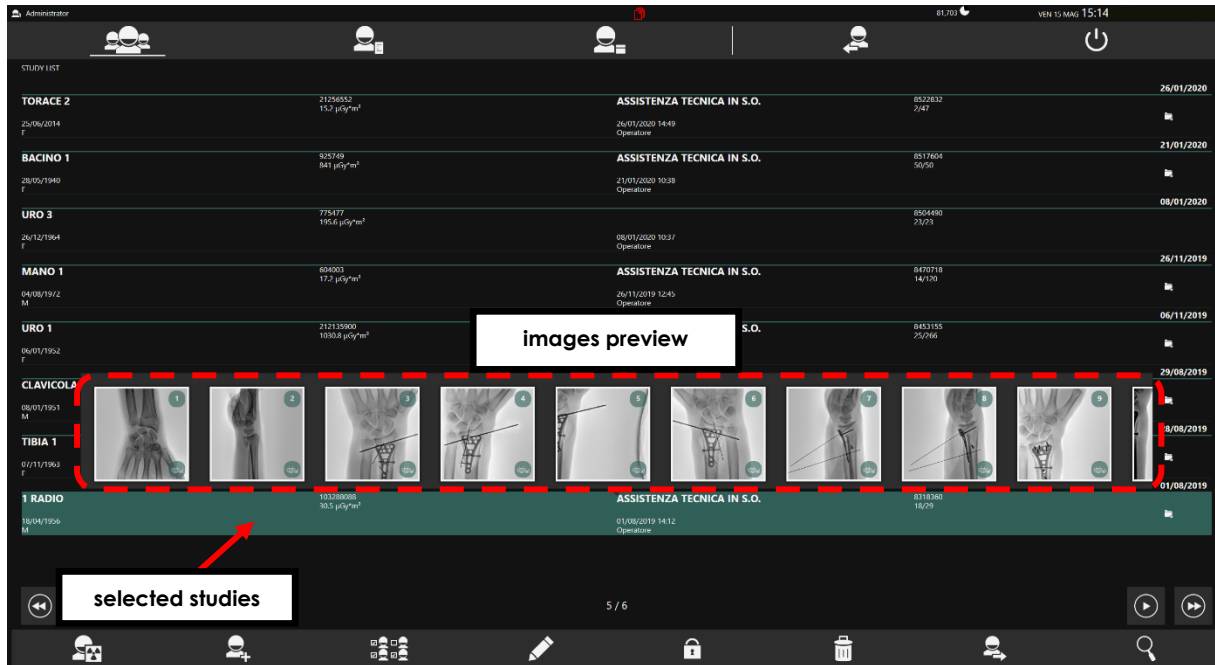 Administrator
81,703
VEN 15 MAG 15:14
STUDY LIST
26/01/2020
TORACE 2 21256552 ASSISTENZA TECNICA IN S.O. 8522832
15.2 µGy*m² 2/47
25/06/2014 26/01/2020 14:49
F Operatore
21/01/2020
BACINO 1 925749 ASSISTENZA TECNICA IN S.O. 8517604
841 µGy*m² 50/50
28/05/1940 21/01/2020 10:38
F Operatore
08/01/2020
URO 3 775477 8504490
195.6 µGy*m² 23/23
26/12/1964 08/01/2020 10:37
F Operatore
26/11/2019
MANO 1 604003 ASSISTENZA TECNICA IN S.O. 8470718
17.2 µGy*m² 14/120
04/08/1972 26/11/2019 12:45
M Operatore
06/11/2019
URO 1 212135900 S.O. 8453155
1030.8 µGy*m² 25/266
images preview
06/01/1952
F
29/08/2019
CLAVICOLA
1 2 3 4 5 6 7 8 9
08/01/1951
M
28/08/2019
TIBIA 1
07/11/1963
F
01/08/2019
1 RADIO 103288088 ASSISTENZA TECNICA IN S.O. 8318360
30.5 µGy*m² 18/29
18/04/1956 01/08/2019 14:12
M Operatore
selected studies
5 / 6